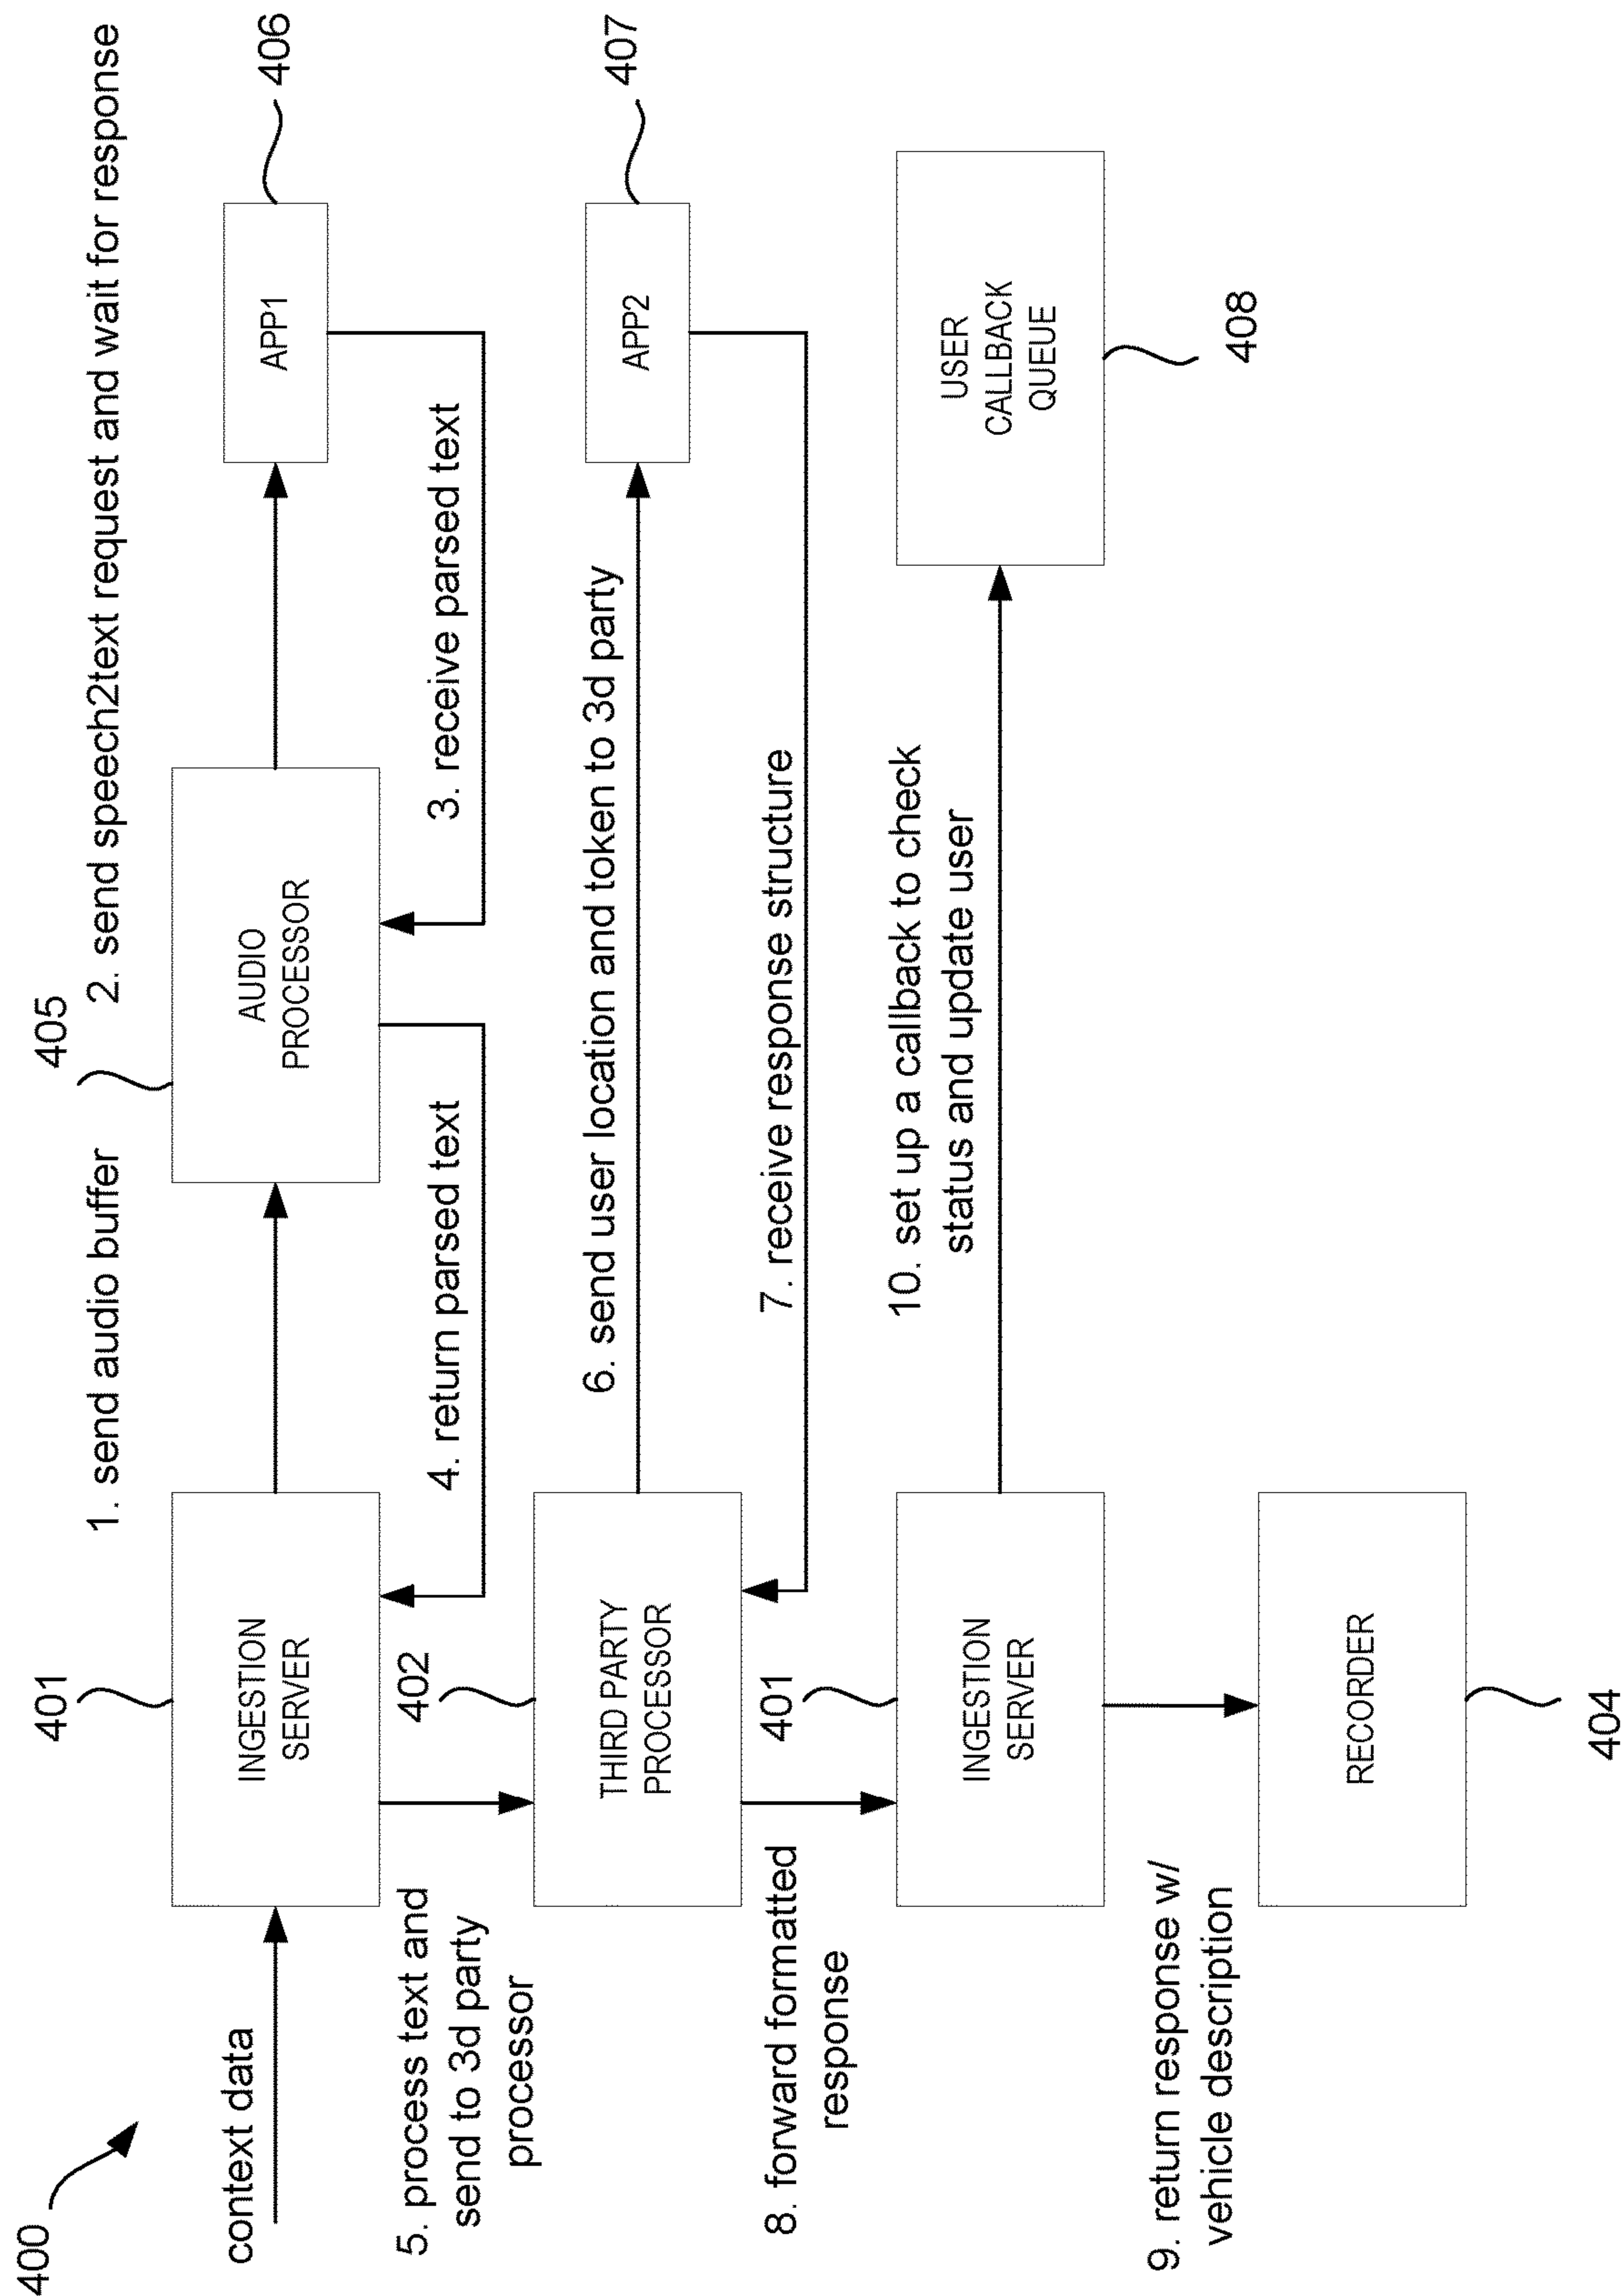 400
context data
401
INGESTION
SERVER
1. send audio buffer
405
AUDIO
PROCESSOR
2. send speech2text request and wait for response
APP1
406
3. receive parsed text
4. return parsed text
5. process text and
send to 3d party
processor
402
THIRD PARTY
PROCESSOR
6. send user location and token to 3d party
APP2
407
7. receive response structure
8. forward formatted
response
401
INGESTION
SERVER
10. set up a callback to check
status and update user
USER
CALLBACK
QUEUE
408
9. return response w/
vehicle description
RECORDER
404